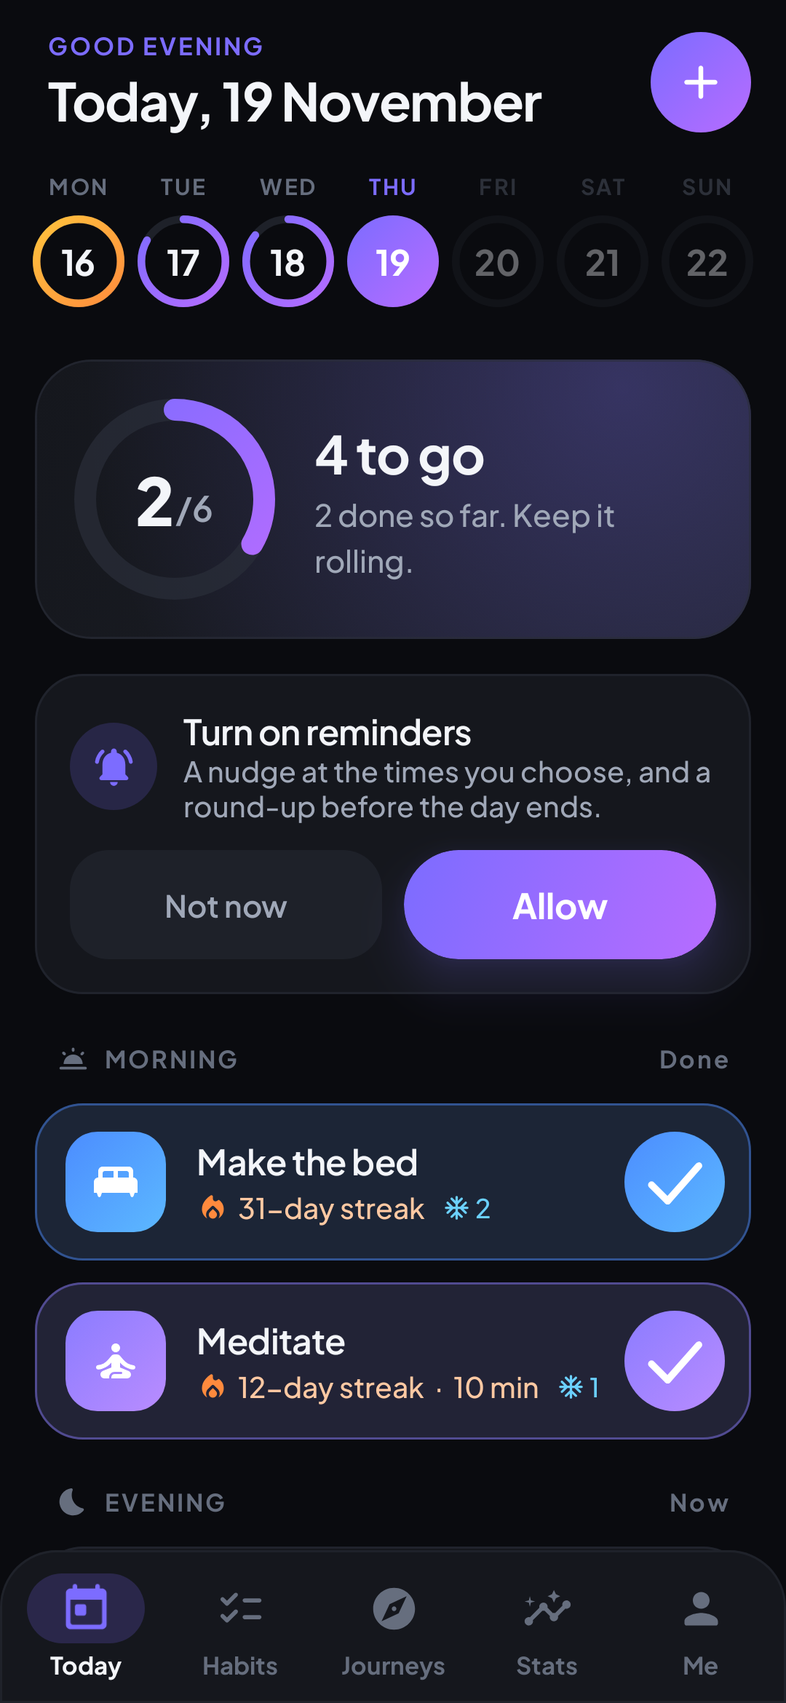 GOOD EVENING
Today, 19 November
MON TUE WED THU FRI SAT SUN
16 17 18 19 20 21 22
4 to go
2/6
2 done so far. Keep it
rolling.
Turn on reminders
A nudge at the times you choose, and a
round-up before the day ends.
Not now Allow
MORNING Done
Make the bed
31-day streak 2
Meditate
12-day streak · 10 min 1
EVENING Now
Today Habits Journeys Stats Me